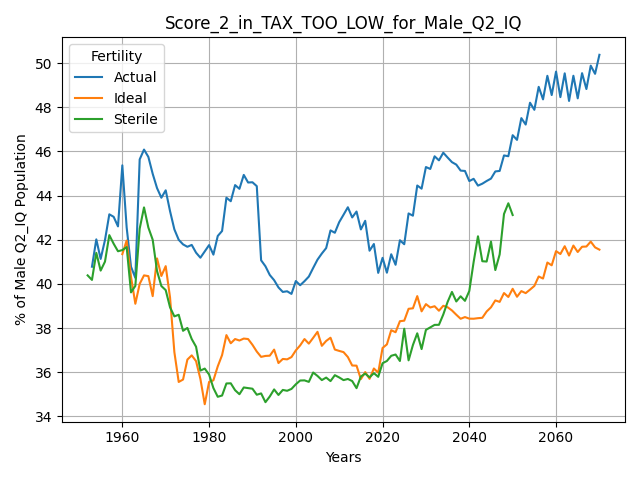 Score_2_in_TAX_TOO_LOW_for_Male_Q2_IQ
Fertility
Actual
Ideal
Sterile
% of Male Q2_IQ Population
50
48
46
44
42
40
38
36
34
1960
1980
2000
2020
2040
2060
Years